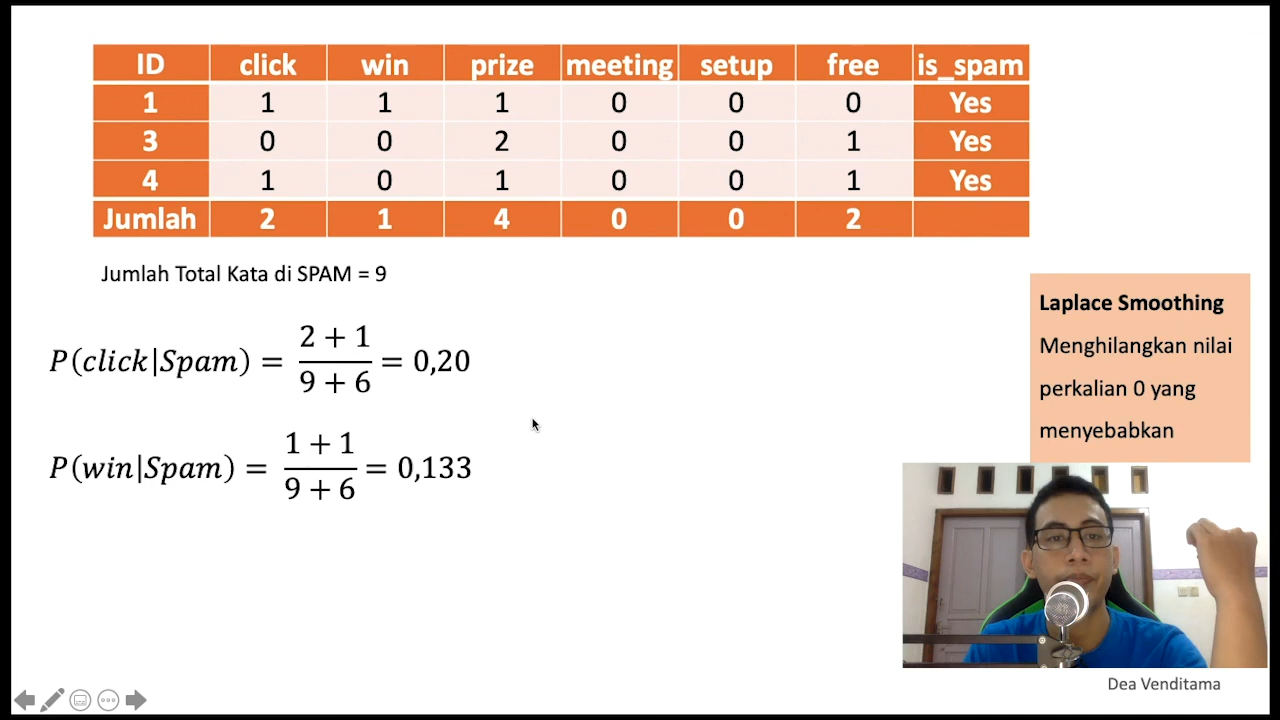 ID click win prize meeting setup free is_spam
1 1 1 1 0 0 0 Yes
3 0 0 2 0 0 1 Yes
4 1 0 1 0 0 1 Yes
Jumlah 2 1 4 0 0 2
Jumlah Total Kata di SPAM = 9
P(click|Spam) = (2 + 1)/(9 + 6) = 0,20
P(win|Spam) = (1 + 1)/(9 + 6) = 0,133
Laplace Smoothing
Menghilangkan nilai
perkalian 0 yang
menyebabkan
Dea Venditama